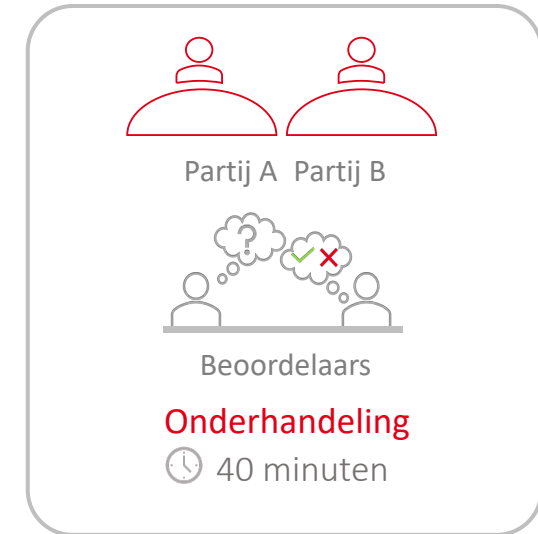 Partij A Partij B
?
Beoordelaars
Onderhandeling
40 minuten